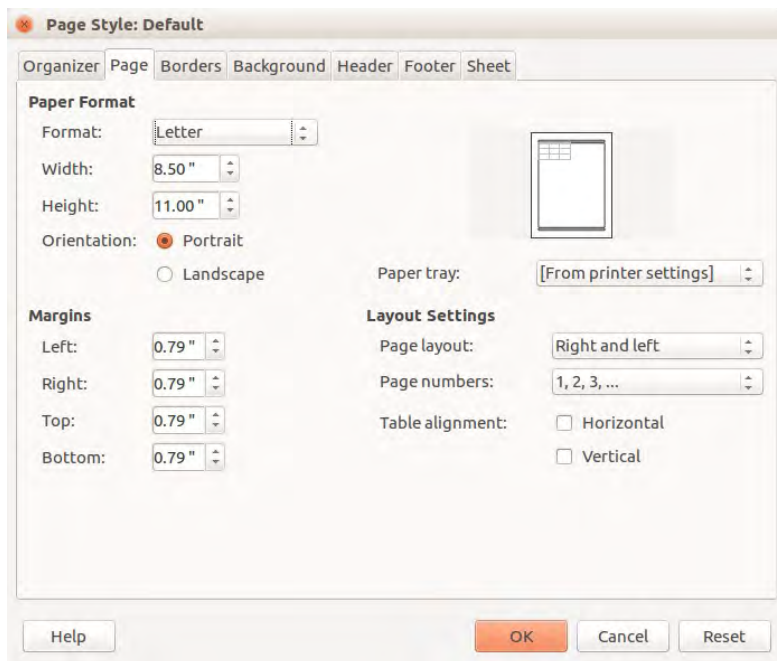 Page Style: Default
Organizer Page Borders Background Header Footer Sheet
Paper Format
Format: Letter
Width: 8.50 "
Height: 11.00 "
Orientation: Portrait
Landscape
Paper tray: [From printer settings]
Margins
Left: 0.79 "
Right: 0.79 "
Top: 0.79 "
Bottom: 0.79 "
Layout Settings
Page layout: Right and left
Page numbers: 1, 2, 3, ...
Table alignment: Horizontal
Vertical
Help OK Cancel Reset